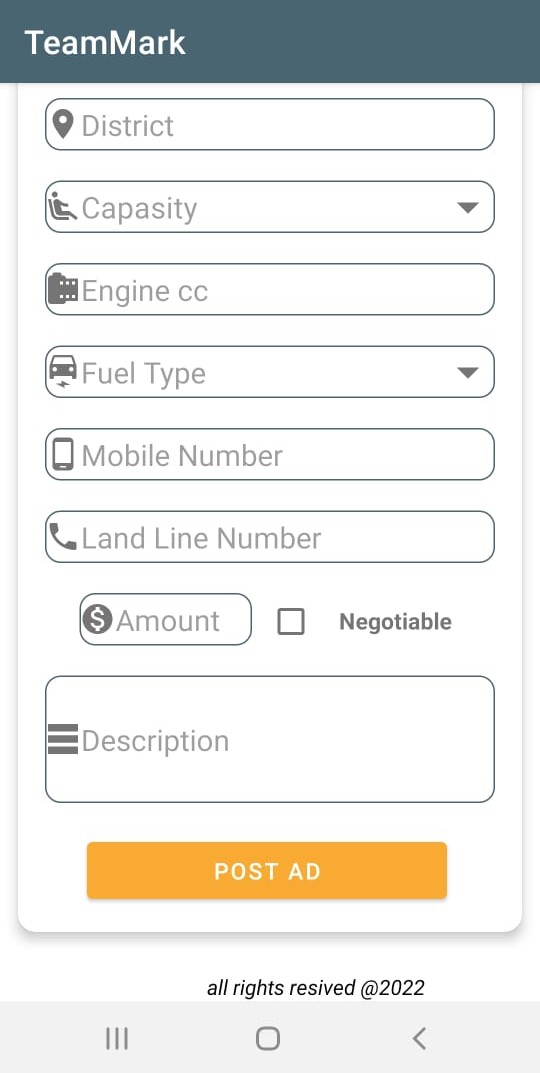 TeamMark
District
Capasity
Engine cc
Fuel Type
Mobile Number
Land Line Number
Amount Negotiable
Description
POST AD
all rights resived @2022